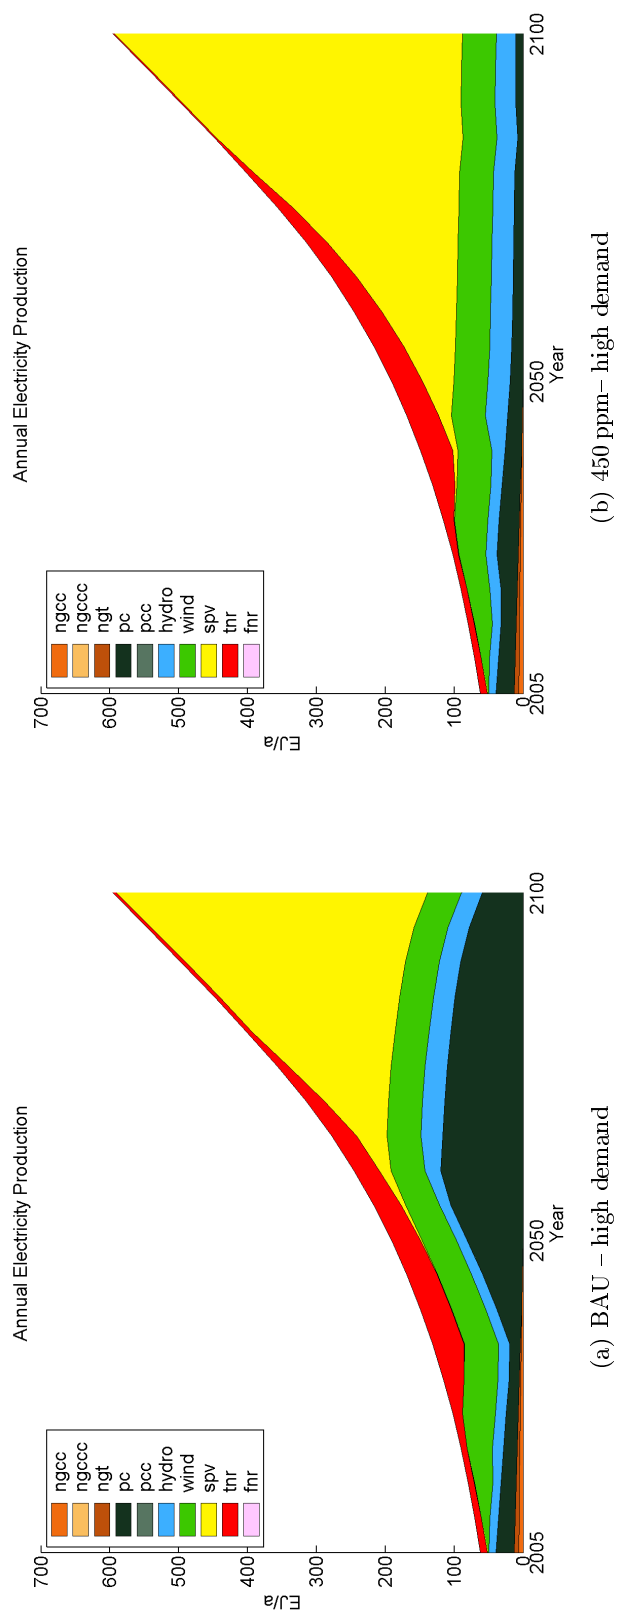 Annual Electricity Production
700
600
500
400
300
200
100
0
EJ/a
2005
2050
2100
Year
ngcc
ngccc
ngt
pc
pcc
hydro
wind
spv
tnr
fnr
(a) BAU – high demand
Annual Electricity Production
700
600
500
400
300
200
100
0
EJ/a
2005
2050
2100
Year
ngcc
ngccc
ngt
pc
pcc
hydro
wind
spv
tnr
fnr
(b) 450 ppm– high demand